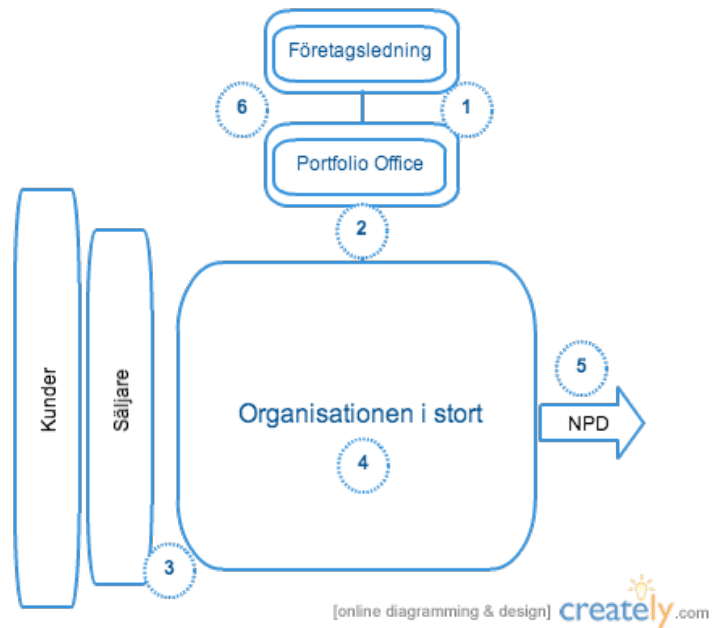 Företagsledning
6
1
Portfolio Office
2
Kunder
Säljare
Organisationen i stort
4
5
NPD
3
[online diagramming & design] creately.com